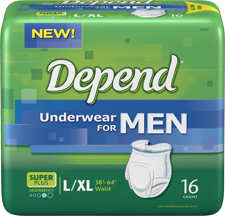 NEW!
Depend
Underwear
FOR MEN
SUPER
PLUS
ABSORBENCY
L/XL
38"-64"
Waist
16
COUNT